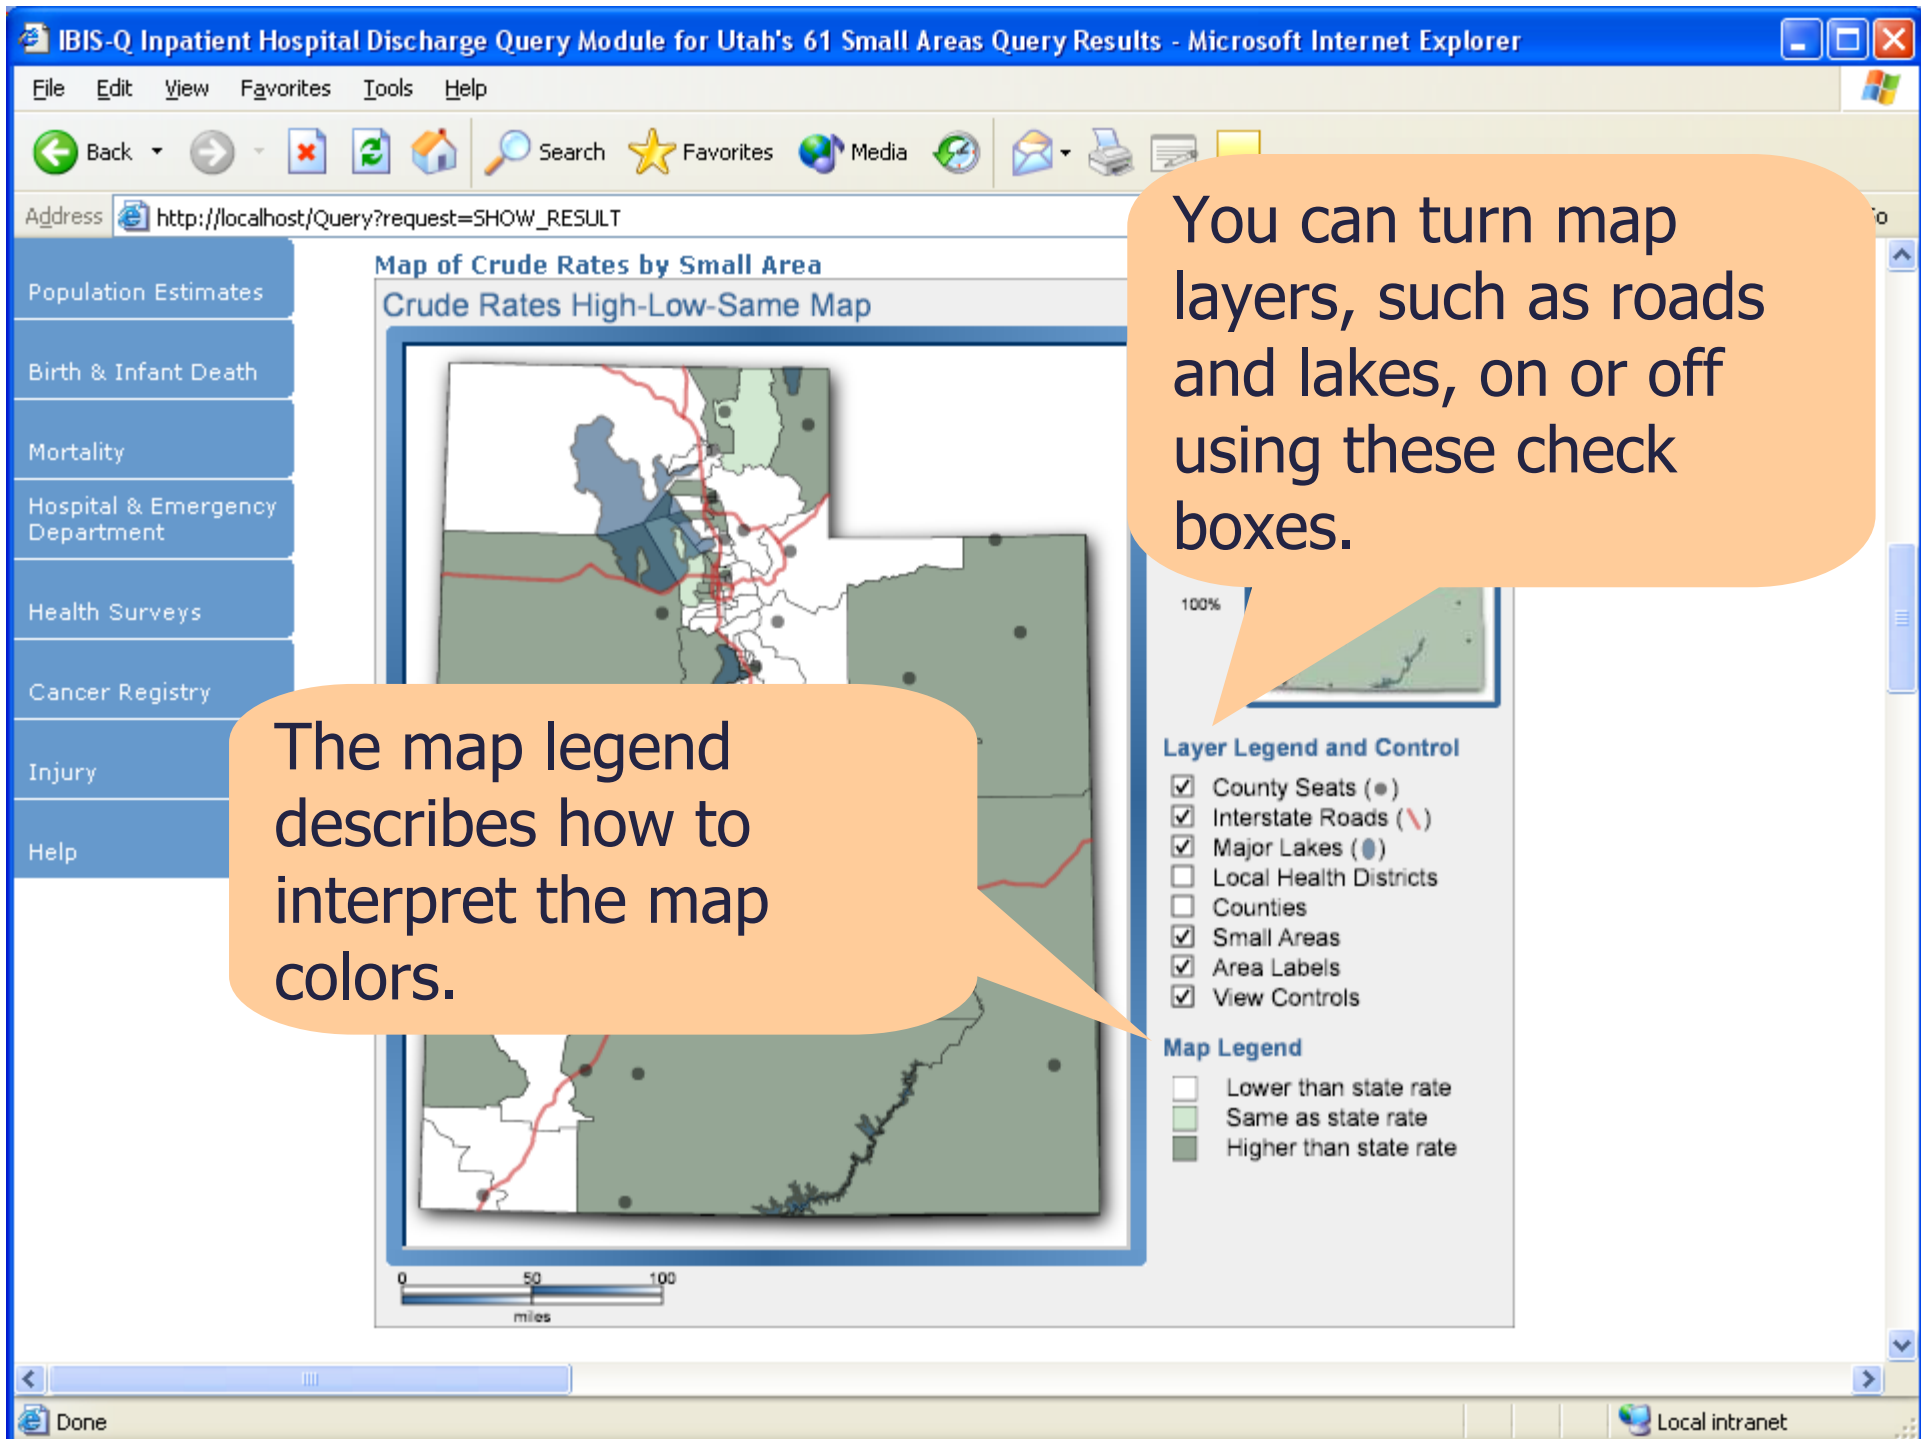 IBIS-Q Inpatient Hospital Discharge Query Module for Utah's 61 Small Areas Query Results - Microsoft Internet Explorer
File Edit View Favorites Tools Help
Back Search Favorites Media
Address http://localhost/Query?request=SHOW_RESULT
Population Estimates
Birth & Infant Death
Mortality
Hospital & Emergency
Department
Health Surveys
Cancer Registry
Injury
Help
Map of Crude Rates by Small Area
Crude Rates High-Low-Same Map
You can turn map
layers, such as roads
and lakes, on or off
using these check
boxes.
100%
The map legend
describes how to
interpret the map
colors.
Layer Legend and Control
County Seats (●)
Interstate Roads (\)
Major Lakes ( )
Local Health Districts
Counties
Small Areas
Area Labels
View Controls
Map Legend
Lower than state rate
Same as state rate
Higher than state rate
0 50 100
miles
Done
Local intranet